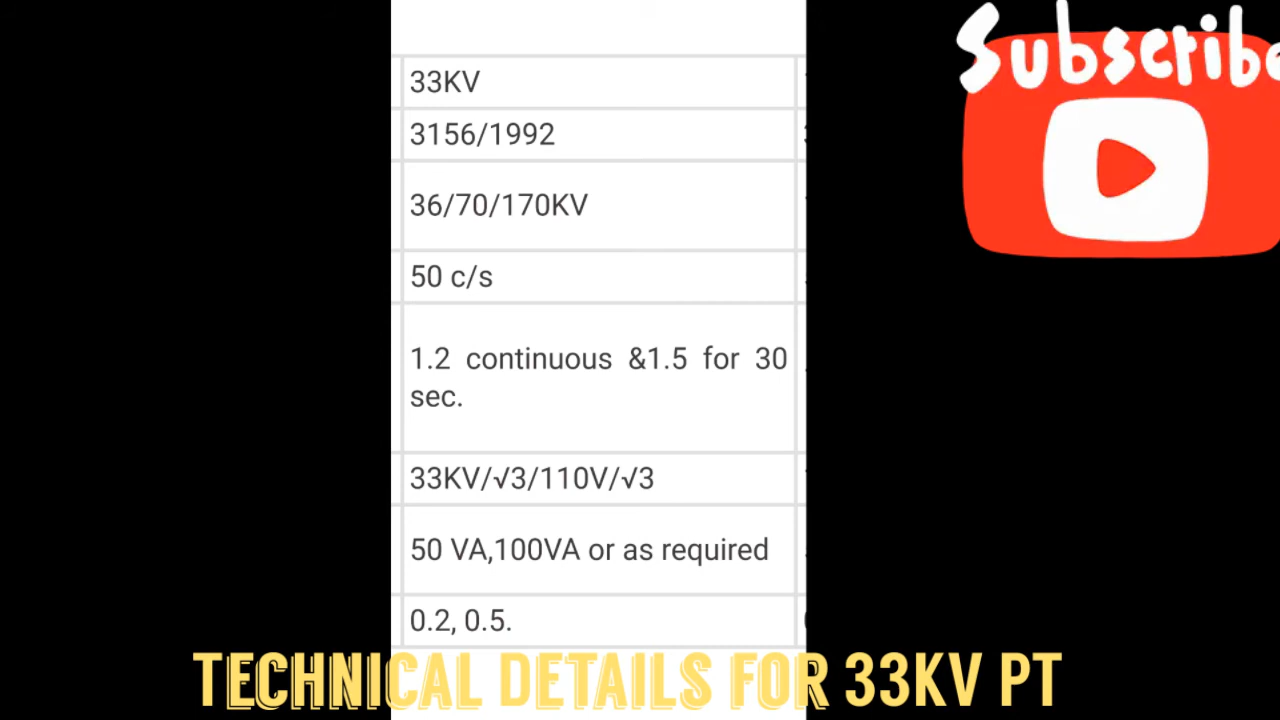 Subscribe
33KV
3156/1992
36/70/170KV
50 c/s
1.2 continuous &1.5 for 30
sec.
33KV/√3/110V/√3
50 VA,100VA or as required
0.2, 0.5.
TECHNICAL DETAILS FOR 33KV PT